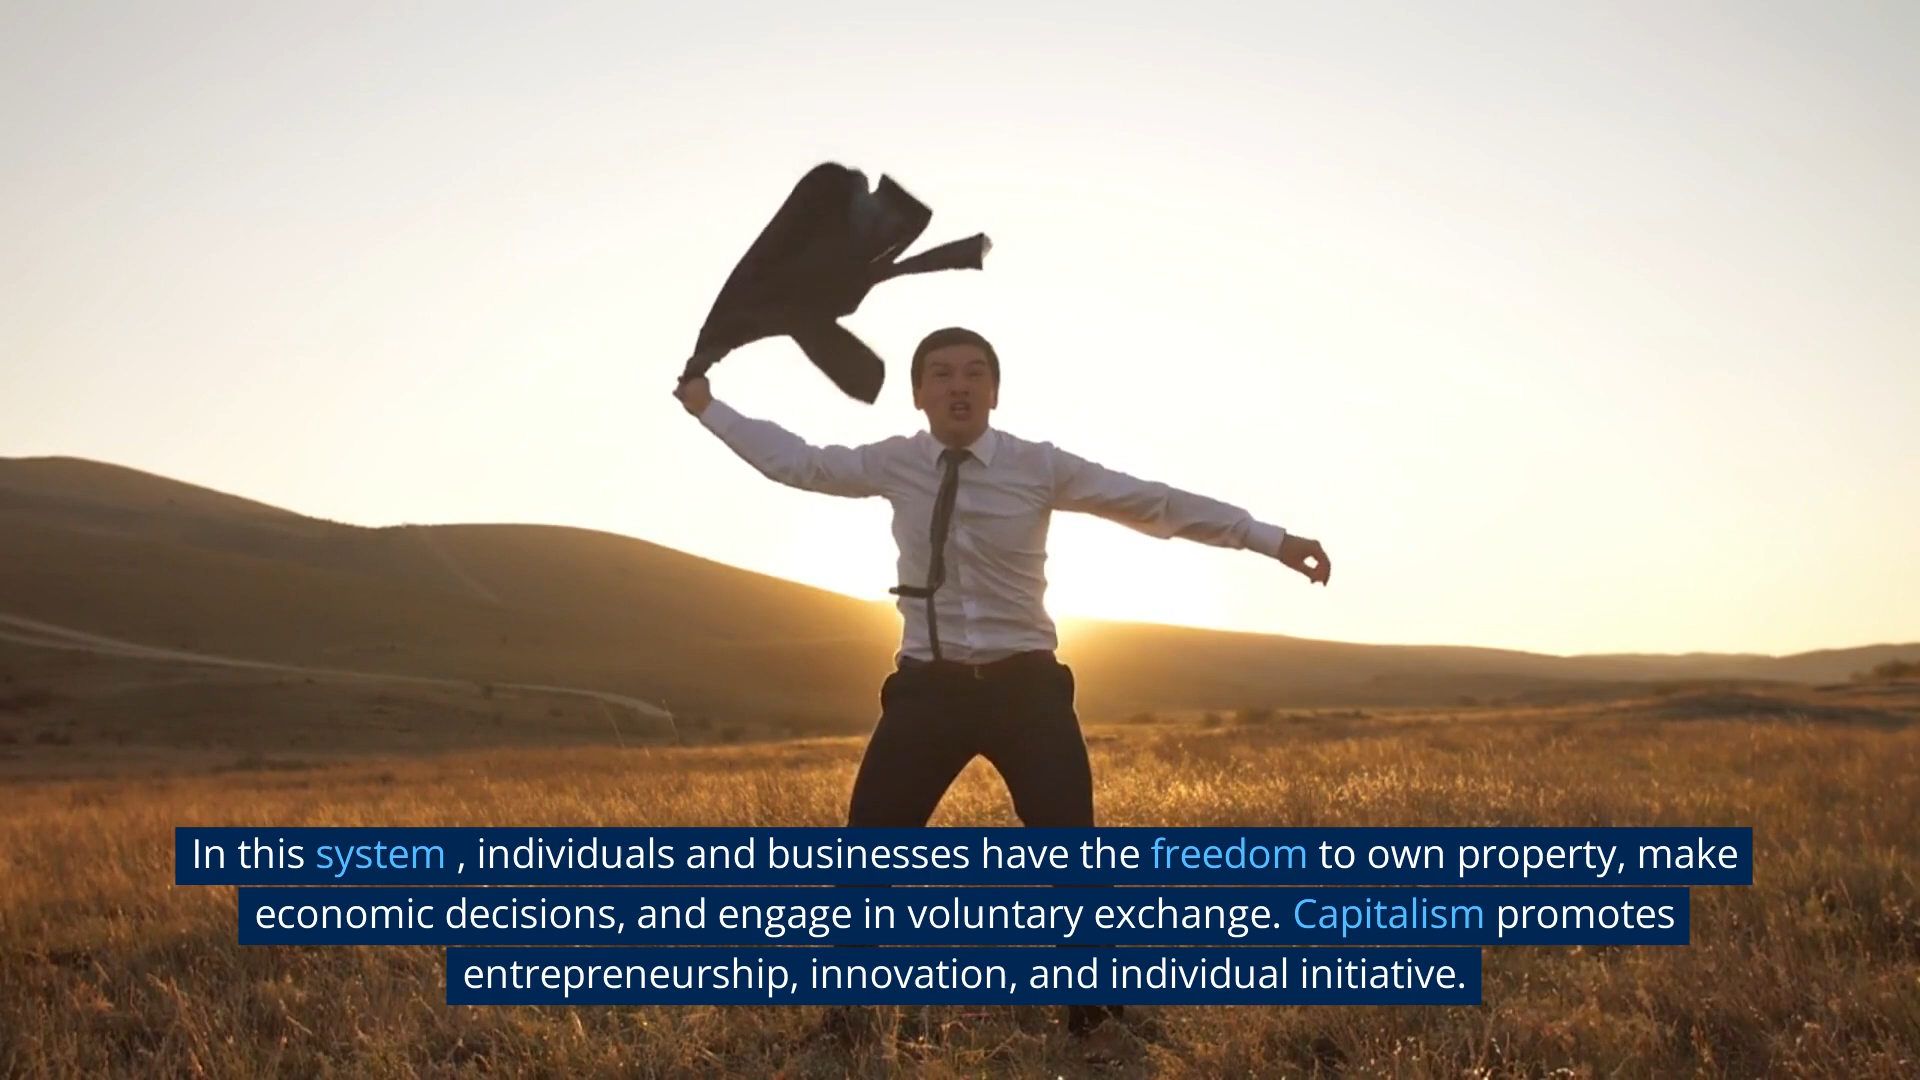 In this system , individuals and businesses have the freedom to own property, make
economic decisions, and engage in voluntary exchange. Capitalism promotes
entrepreneurship, innovation, and individual initiative.